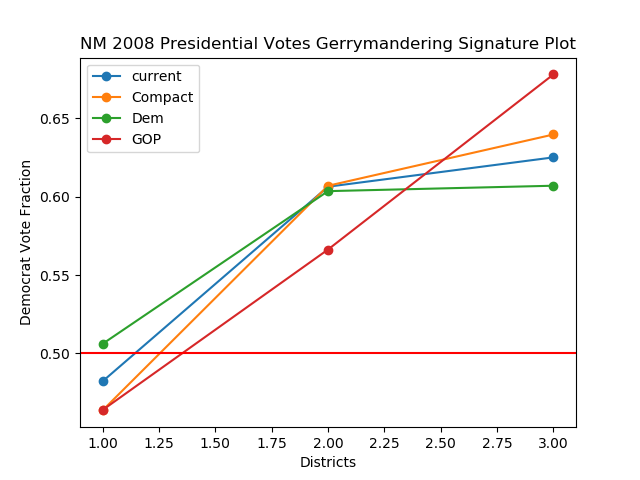 NM 2008 Presidential Votes Gerrymandering Signature Plot
current
Compact
Dem
GOP
Democrat Vote Fraction
0.65
0.60
0.55
0.50
1.00 1.25 1.50 1.75 2.00 2.25 2.50 2.75 3.00
Districts